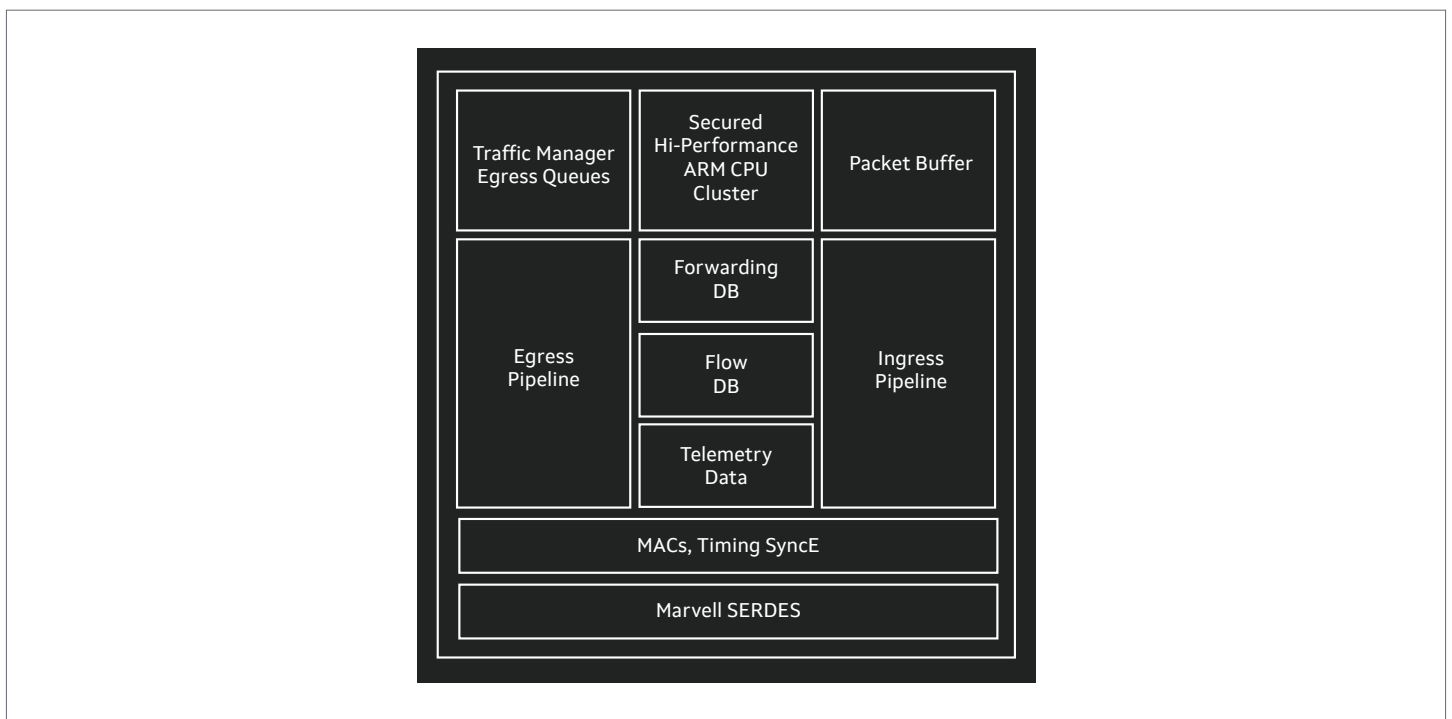 Traffic Manager
Egress Queues
Secured
Hi-Performance
ARM CPU
Cluster
Packet Buffer
Egress
Pipeline
Forwarding
DB
Flow
DB
Telemetry
Data
Ingress
Pipeline
MACs, Timing SyncE
Marvell SERDES